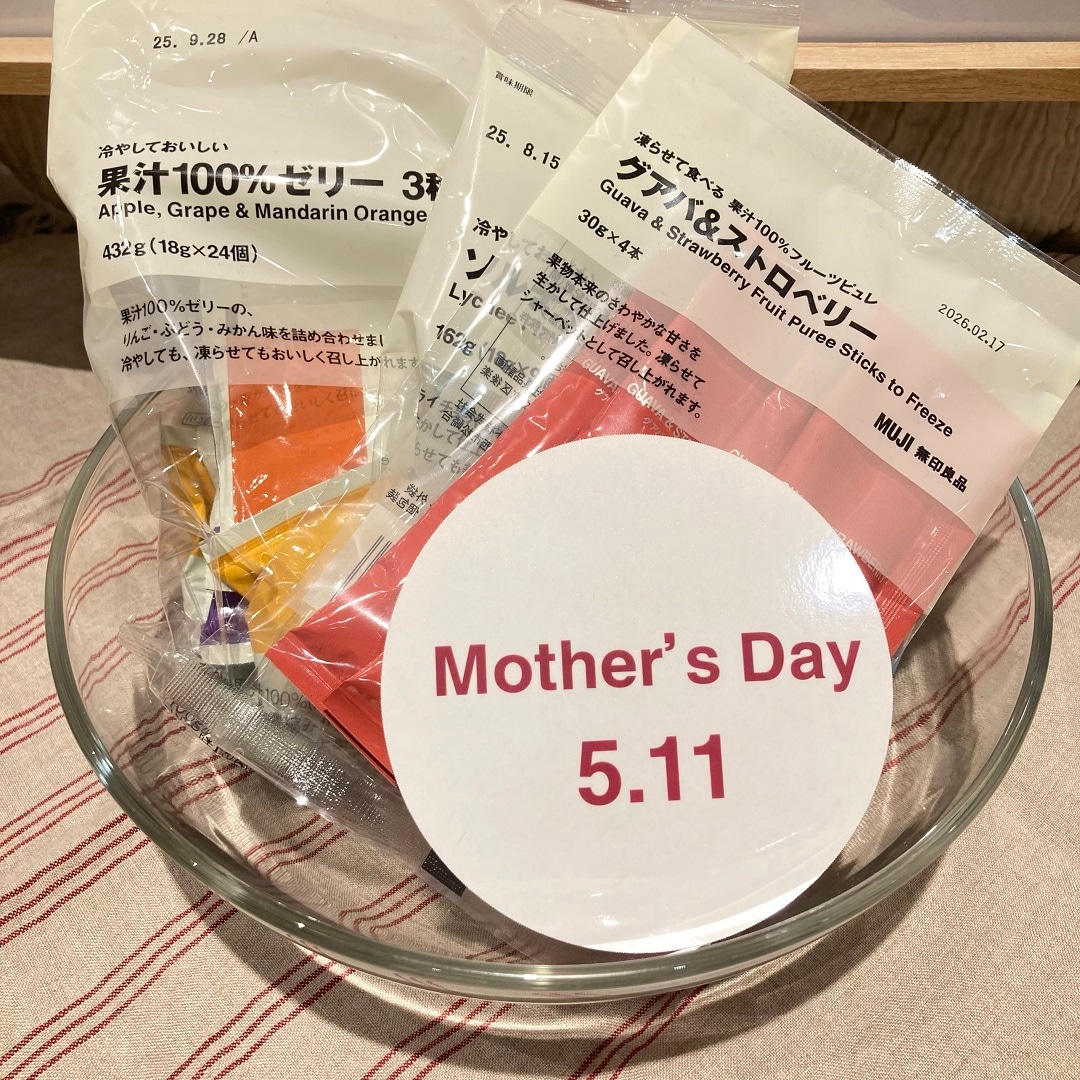 25. 9.28 /A
冷やしておいしい
果汁100%ゼリー 3種
Apple, Grape & Mandarin Orange
432g(18g×24個)
果汁100%ゼリーの、
りんご・ぶどう・みかん味を詰め合わせまし
冷やしても、凍らせてもおいしく召し上がれます。
賞味期限
25. 8.15
冷や
ソル
Lychee
162g
凍らせて食べる 果汁100%フルーツピュレ
グアバ&ストロベリー
Guava & Strawberry Fruit Puree Sticks to Freeze
30g×4本
果物本来のさわやかな甘さを
生かして仕上げました。凍らせて
シャーベットとして召し上がれます。
2026.02.17
MUJI 無印良品
Mother's Day
5.11